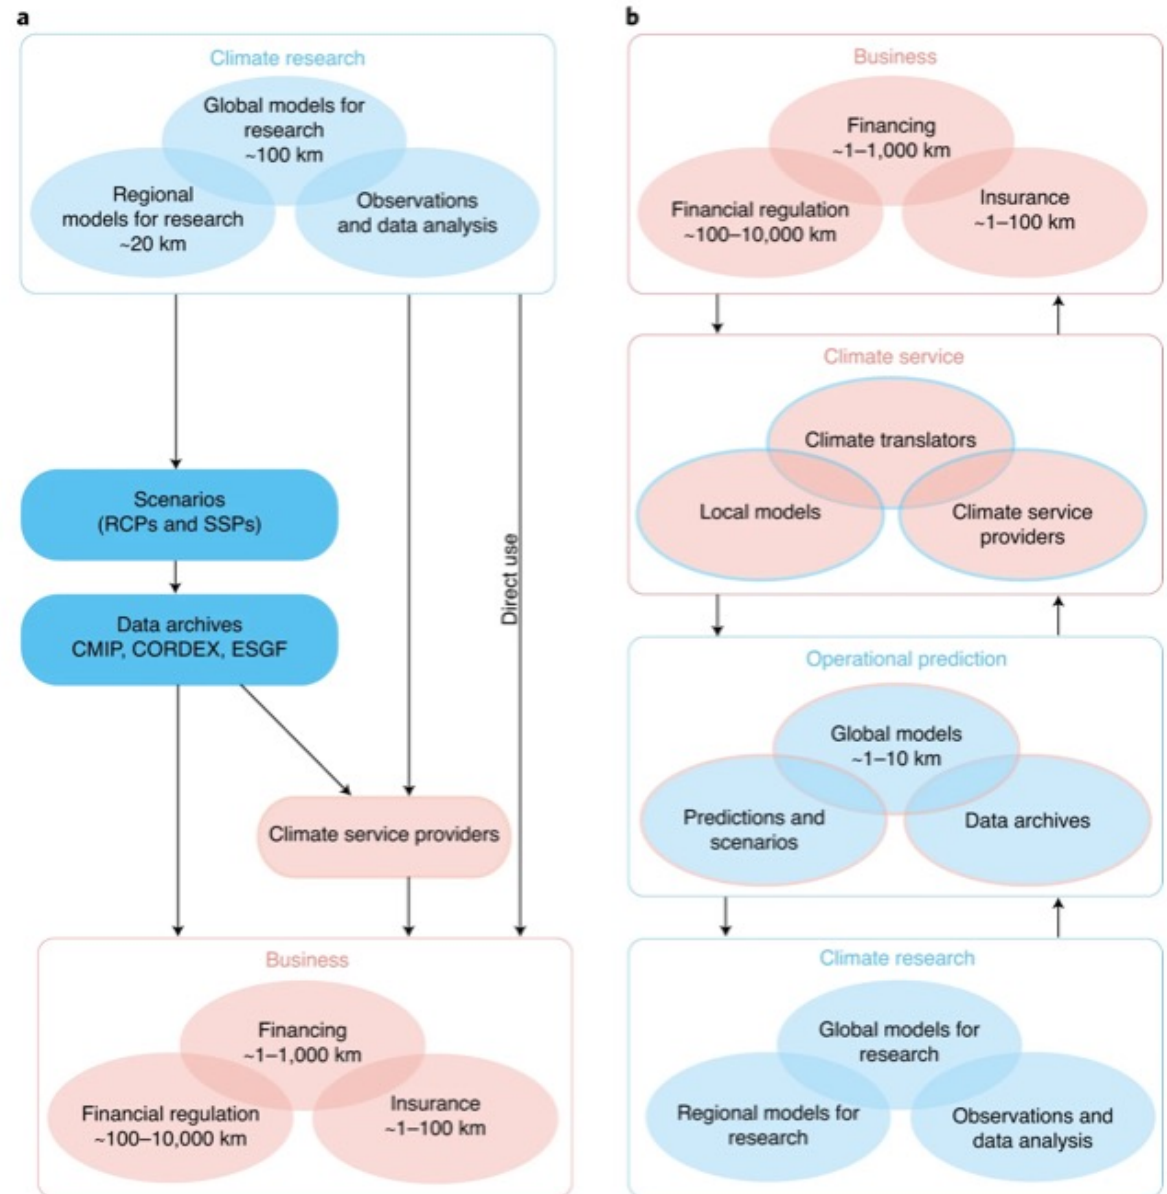 a
Climate research
Global models for
research
~100 km
Regional
models for research
~20 km
Observations
and data analysis
Scenarios
(RCPs and SSPs)
Data archives
CMIP, CORDEX, ESGF
Direct use
Climate service providers
Business
Financing
~1–1,000 km
Financial regulation
~100–10,000 km
Insurance
~1–100 km
b
Business
Financing
~1–1,000 km
Financial regulation
~100–10,000 km
Insurance
~1–100 km
Climate service
Climate translators
Local models
Climate service
providers
Operational prediction
Global models
~1–10 km
Predictions and
scenarios
Data archives
Climate research
Global models for
research
Regional models for
research
Observations and
data analysis